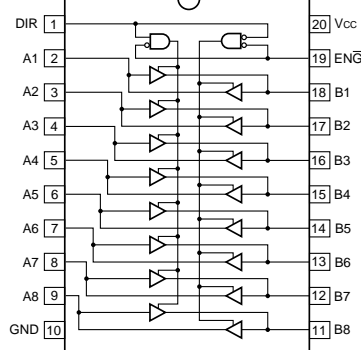 DIR 1 20 Vcc
A1 2 19 ENG̅
A2 3 18 B1
A3 4 17 B2
A4 5 16 B3
A5 6 15 B4
A6 7 14 B5
A7 8 13 B6
A8 9 12 B7
GND 10 11 B8